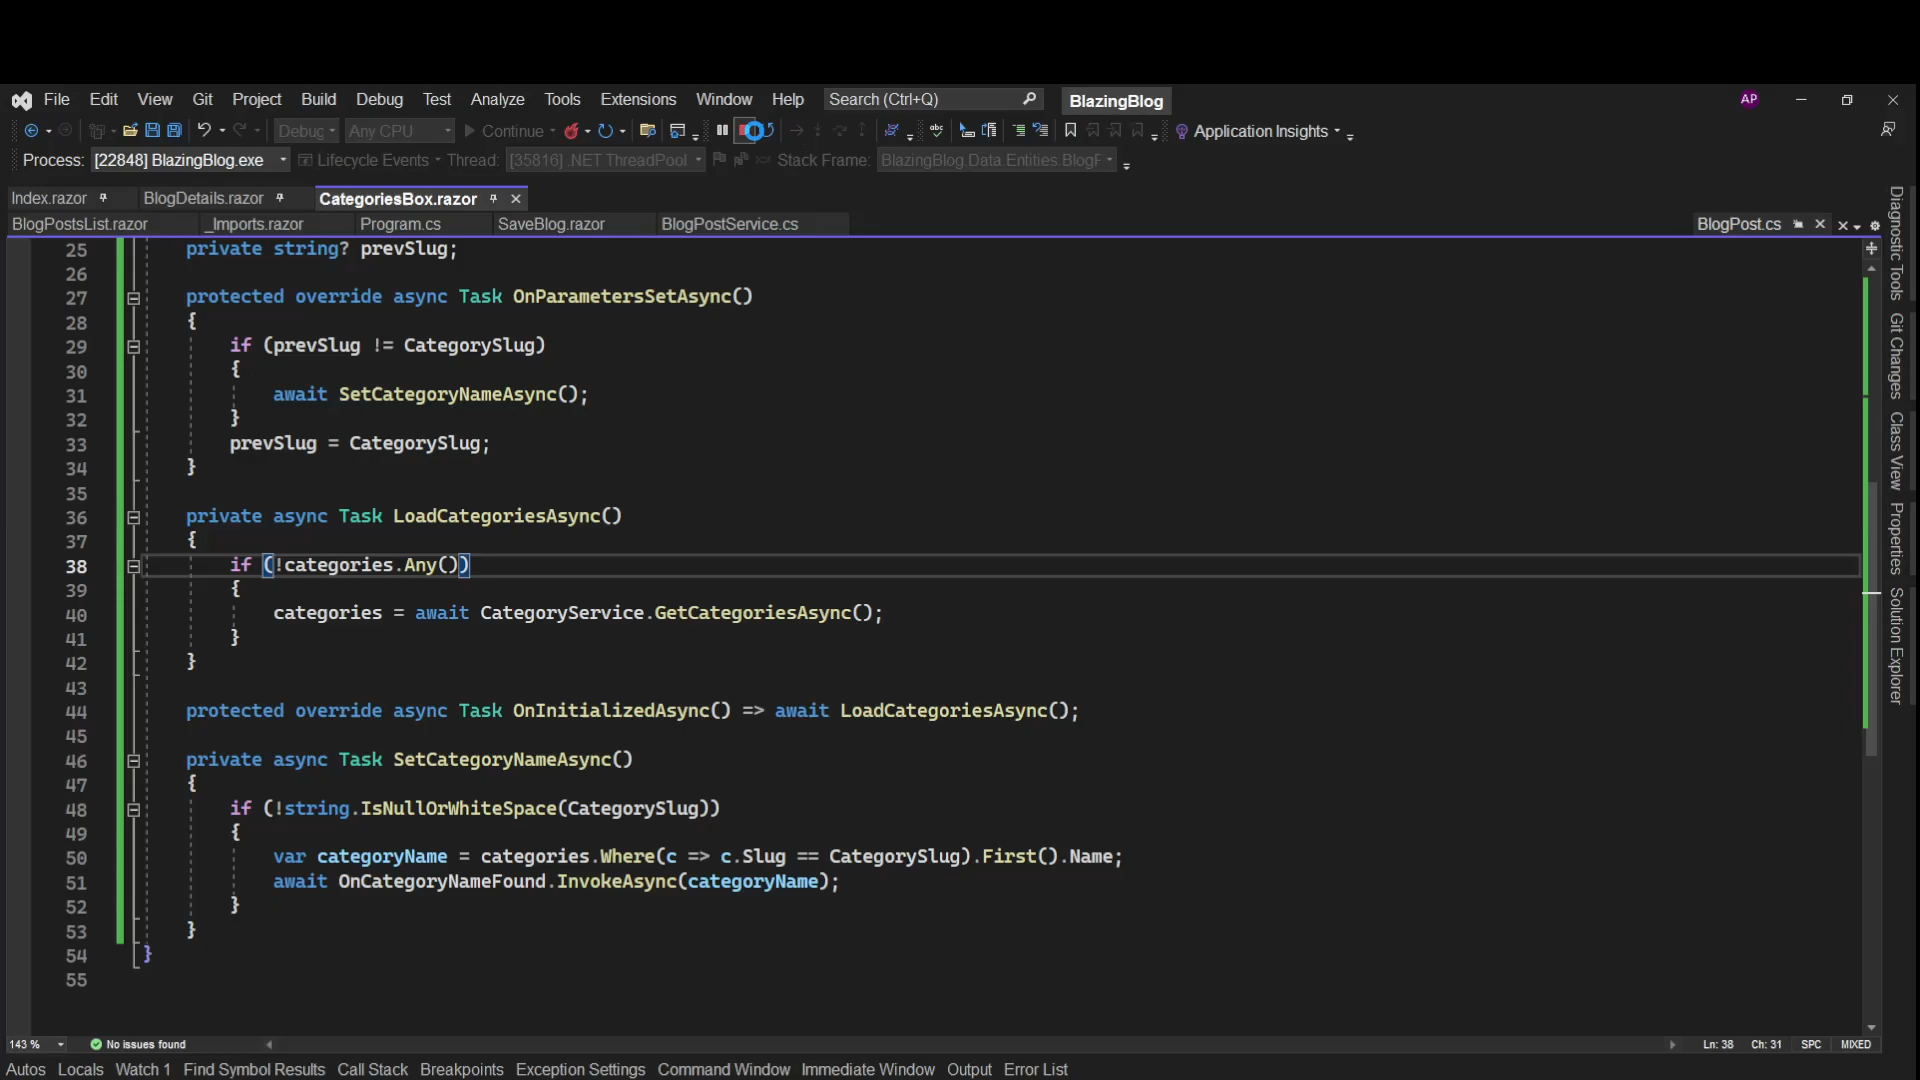 File Edit View Git Project Build Debug Test Analyze Tools Extensions Window Help Search (Ctrl+Q) BlazingBlog AP
Debug Any CPU Continue Application Insights
Process: [22848] BlazingBlog.exe Lifecycle Events Thread: [35816] .NET ThreadPool Stack Frame: BlazingBlog.Data.Entities.BlogF
Index.razor BlogDetails.razor CategoriesBox.razor
BlogPostsList.razor _Imports.razor Program.cs SaveBlog.razor BlogPostService.cs BlogPost.cs
25 private string? prevSlug;
26
27 protected override async Task OnParametersSetAsync()
28 {
29 if (prevSlug != CategorySlug)
30 {
31 await SetCategoryNameAsync();
32 }
33 prevSlug = CategorySlug;
34 }
35
36 private async Task LoadCategoriesAsync()
37 {
38 if (!categories.Any())
39 {
40 categories = await CategoryService.GetCategoriesAsync();
41 }
42 }
43
44 protected override async Task OnInitializedAsync() => await LoadCategoriesAsync();
45
46 private async Task SetCategoryNameAsync()
47 {
48 if (!string.IsNullOrWhiteSpace(CategorySlug))
49 {
50 var categoryName = categories.Where(c => c.Slug == CategorySlug).First().Name;
51 await OnCategoryNameFound.InvokeAsync(categoryName);
52 }
53 }
54 }
55
Diagnostic Tools
Git Changes
Class View
Properties
Solution Explorer
143 % No issues found Ln: 38 Ch: 31 SPC MIXED
Autos Locals Watch 1 Find Symbol Results Call Stack Breakpoints Exception Settings Command Window Immediate Window Output Error List